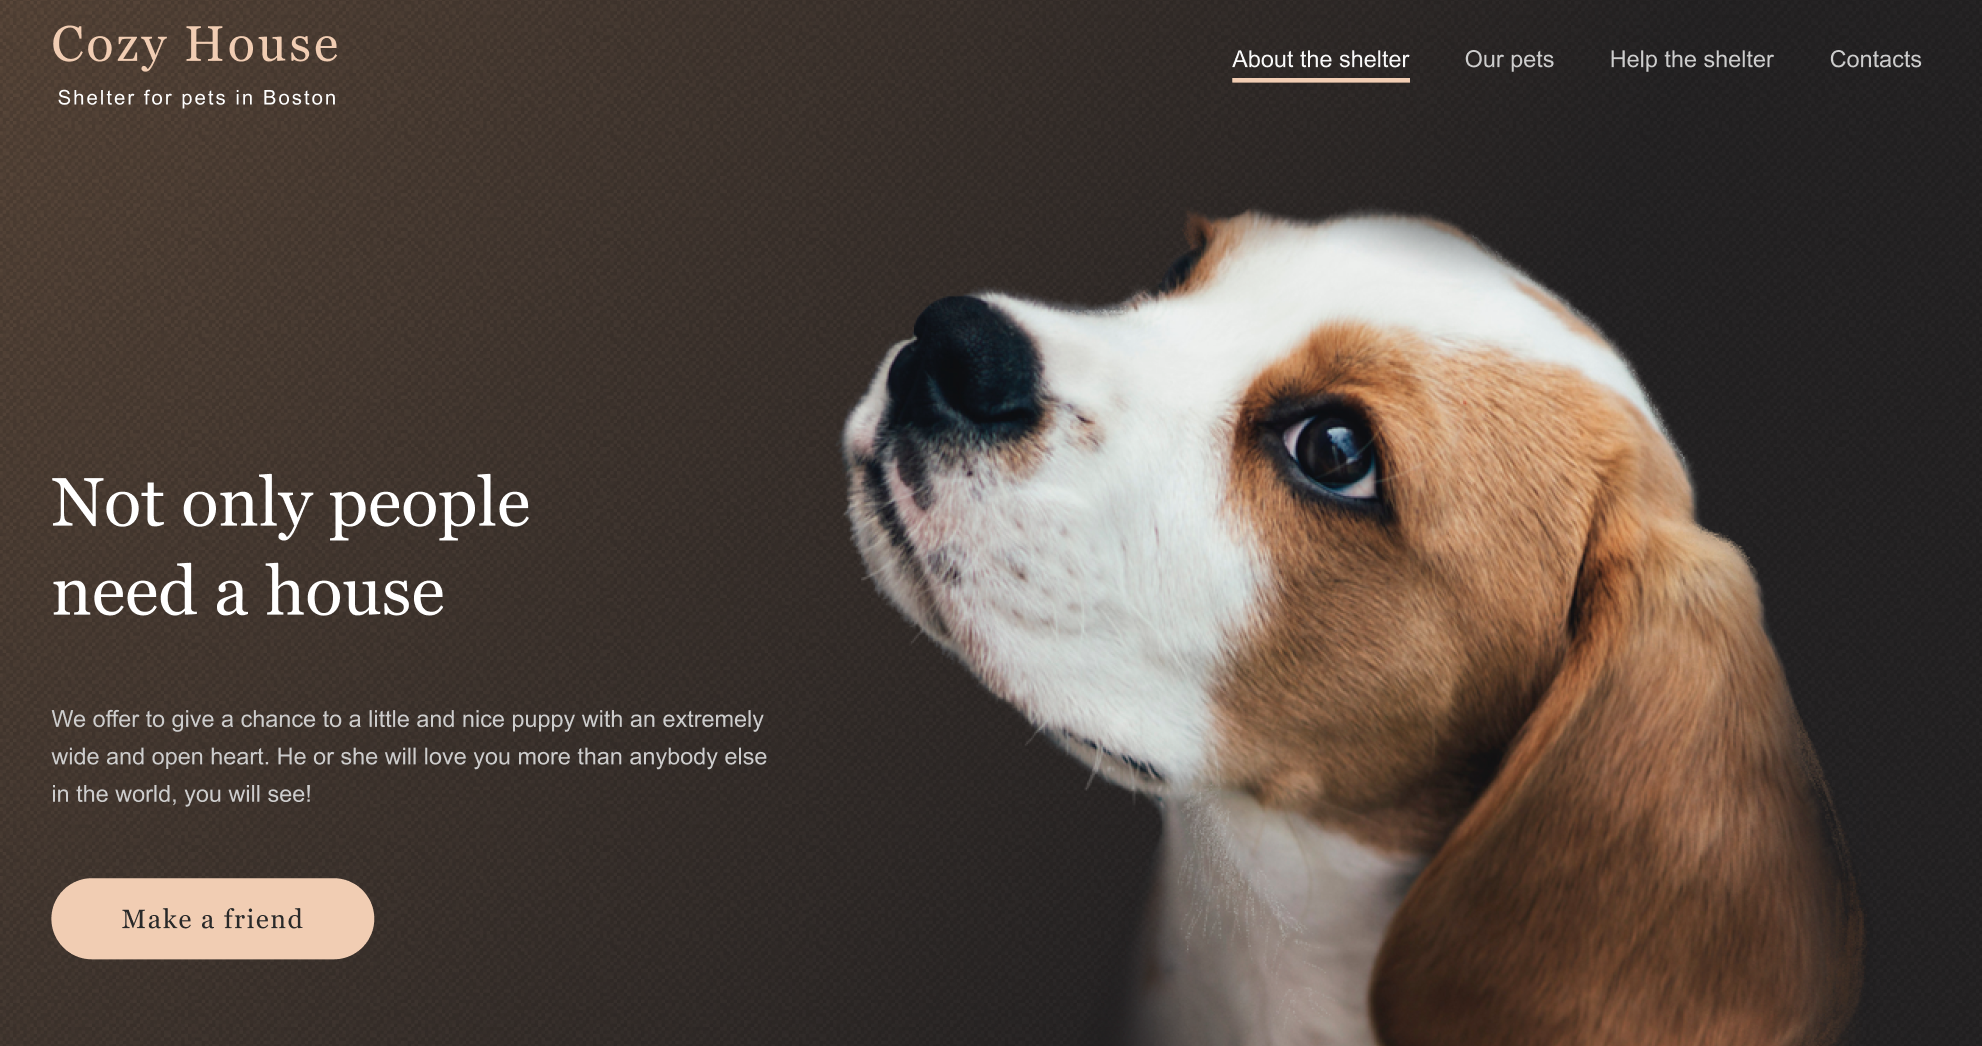 Cozy House
Shelter for pets in Boston
About the shelter
Our pets
Help the shelter
Contacts
Not only people
need a house
We offer to give a chance to a little and nice puppy with an extremely
wide and open heart. He or she will love you more than anybody else
in the world, you will see!
Make a friend